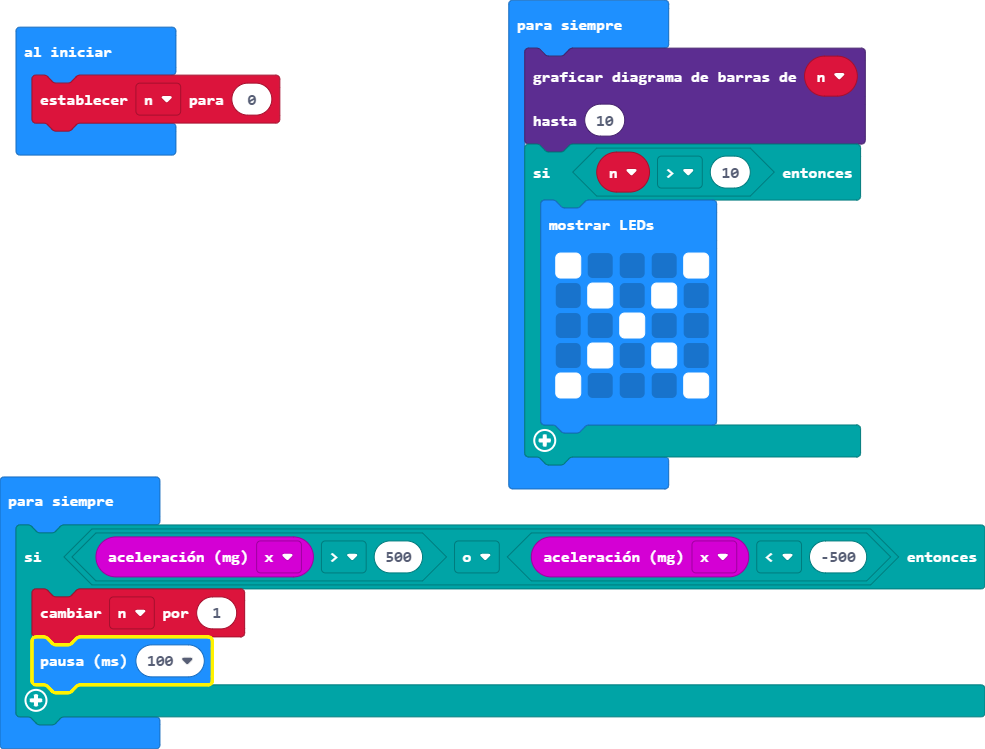 al iniciar
establecer n para 0
para siempre
graficar diagrama de barras de n
hasta 10
si n > 10 entonces
mostrar LEDs
para siempre
si aceleración (mg) x > 500 o aceleración (mg) x < -500 entonces
cambiar n por 1
pausa (ms) 100